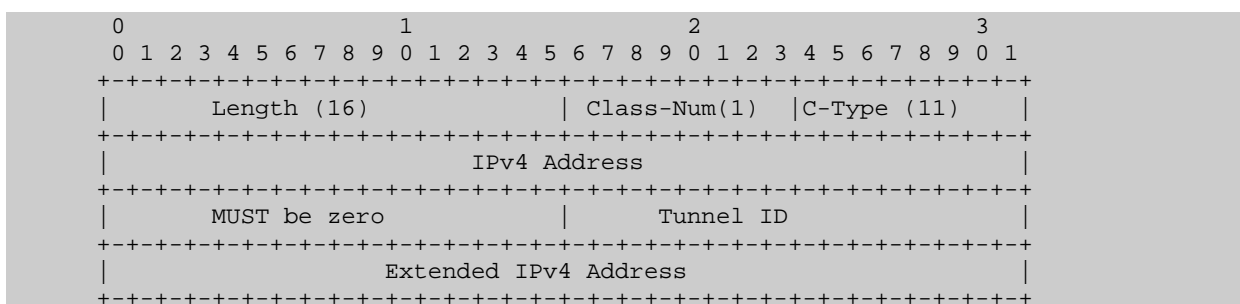 0                   1                   2                   3
0 1 2 3 4 5 6 7 8 9 0 1 2 3 4 5 6 7 8 9 0 1 2 3 4 5 6 7 8 9 0 1
+-+-+-+-+-+-+-+-+-+-+-+-+-+-+-+-+-+-+-+-+-+-+-+-+-+-+-+-+-+-+-+-+
|       Length (16)             | Class-Num(1)  |C-Type (11)    |
+-+-+-+-+-+-+-+-+-+-+-+-+-+-+-+-+-+-+-+-+-+-+-+-+-+-+-+-+-+-+-+-+
|                         IPv4 Address                          |
+-+-+-+-+-+-+-+-+-+-+-+-+-+-+-+-+-+-+-+-+-+-+-+-+-+-+-+-+-+-+-+-+
|       MUST be zero            |      Tunnel ID                |
+-+-+-+-+-+-+-+-+-+-+-+-+-+-+-+-+-+-+-+-+-+-+-+-+-+-+-+-+-+-+-+-+
|                   Extended IPv4 Address                       |
+-+-+-+-+-+-+-+-+-+-+-+-+-+-+-+-+-+-+-+-+-+-+-+-+-+-+-+-+-+-+-+-+